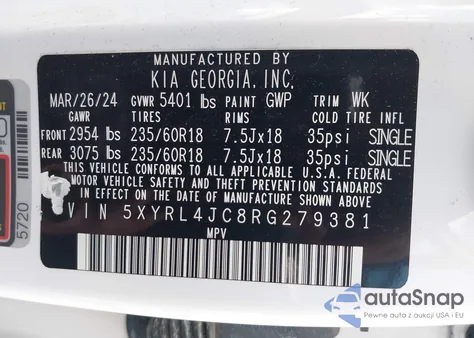 MANUFACTURED BY
KIA GEORGIA, INC.
MAR/26/24 GVWR 5401 lbs PAINT GWP TRIM WK
TIRES RIMS COLD TIRE INFL
FRONT 2954 lbs 235/60R18 7.5Jx18 35psi SINGLE
REAR 3075 lbs 235/60R18 7.5Jx18 35psi SINGLE
THIS VEHICLE CONFORMS TO ALL APPLICABLE U.S.A. FEDERAL
MOTOR VEHICLE SAFETY, BUMPER, AND THEFT PREVENTION STANDARDS
IN EFFECT ON THE DATE OF MANUFACTURE SHOWN ABOVE.
VIN 5XYRL4JC8RG279381
MPV
5720
autoSnap
Pewne auta z aukcji USA i EU